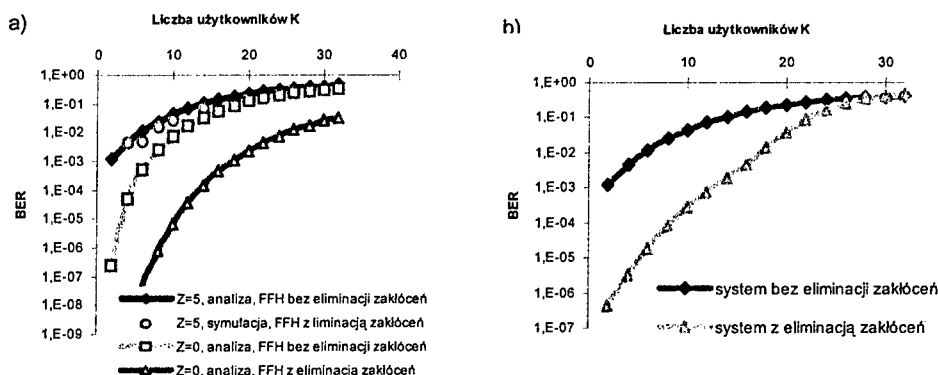 a)
Liczba użytkowników K
0 10 20 30 40
1,E+00
1,E-01
1,E-02
1,E-03
1,E-04
1,E-05
1,E-06
1,E-07
1,E-08
1,E-09
BER
Z=5, analiza, FFH bez eliminacji zakłóceń
Z=5, symulacja, FFH z liminacją zakłóceń
Z=0, analiza, FFH bez eliminacji zakłóceń
Z=0, analiza, FFH z eliminacją zakłóceń
b)
Liczba użytkowników K
0 10 20 30
1,E+00
1,E-01
1,E-02
1,E-03
1,E-04
1,E-05
1,E-06
1,E-07
BER
system bez eliminacji zakłóceń
system z eliminacją zakłóceń